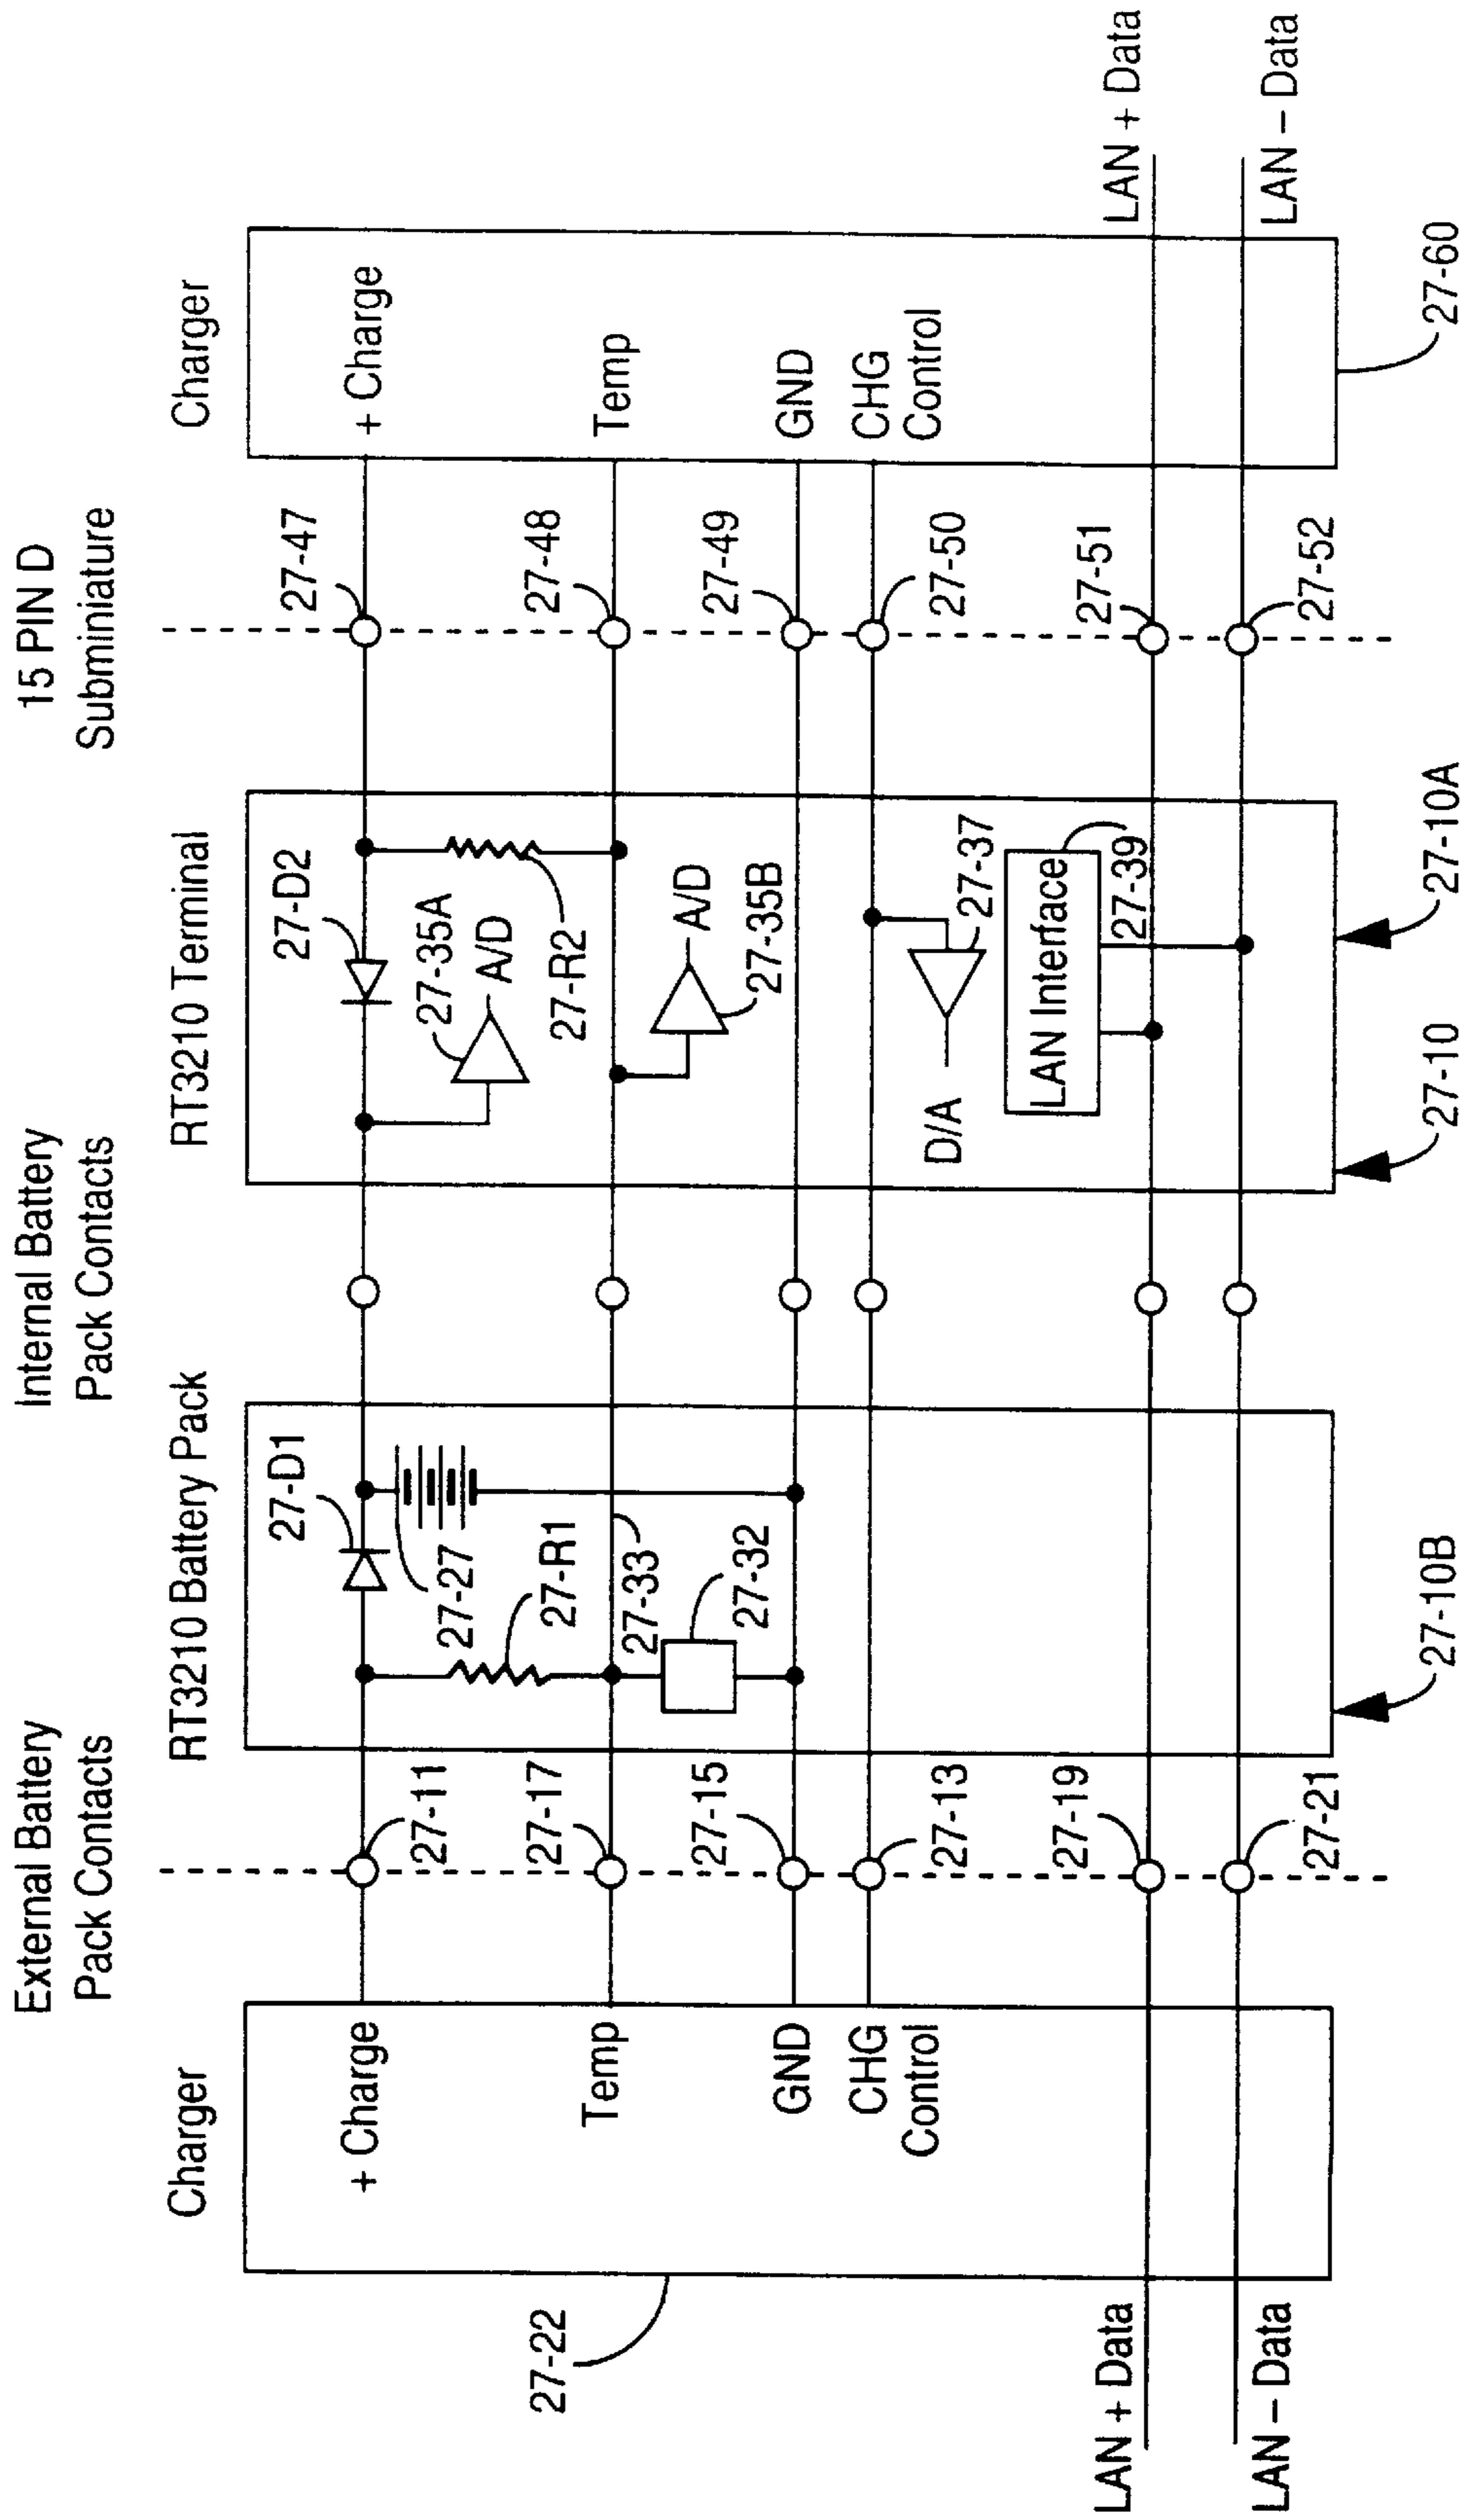 External Battery
Pack Contacts
Internal Battery
Pack Contacts
15 PIN D
Subminiature
Charger
RT3210 Battery Pack
RT3210 Terminal
Charger
27-22
+ Charge
Temp
GND
CHG
Control
LAN + Data
LAN – Data
27-11
27-17
27-15
27-13
27-19
27-21
27-D1
27-27
27-R1
27-33
27-32
27-10B
27-D2
27-35A
A/D
27-R2
A/D
27-35B
D/A
27-37
LAN Interface
27-39
27-10
27-10A
27-47
27-48
27-49
27-50
27-51
27-52
+ Charge
Temp
GND
CHG
Control
LAN + Data
LAN – Data
27-60